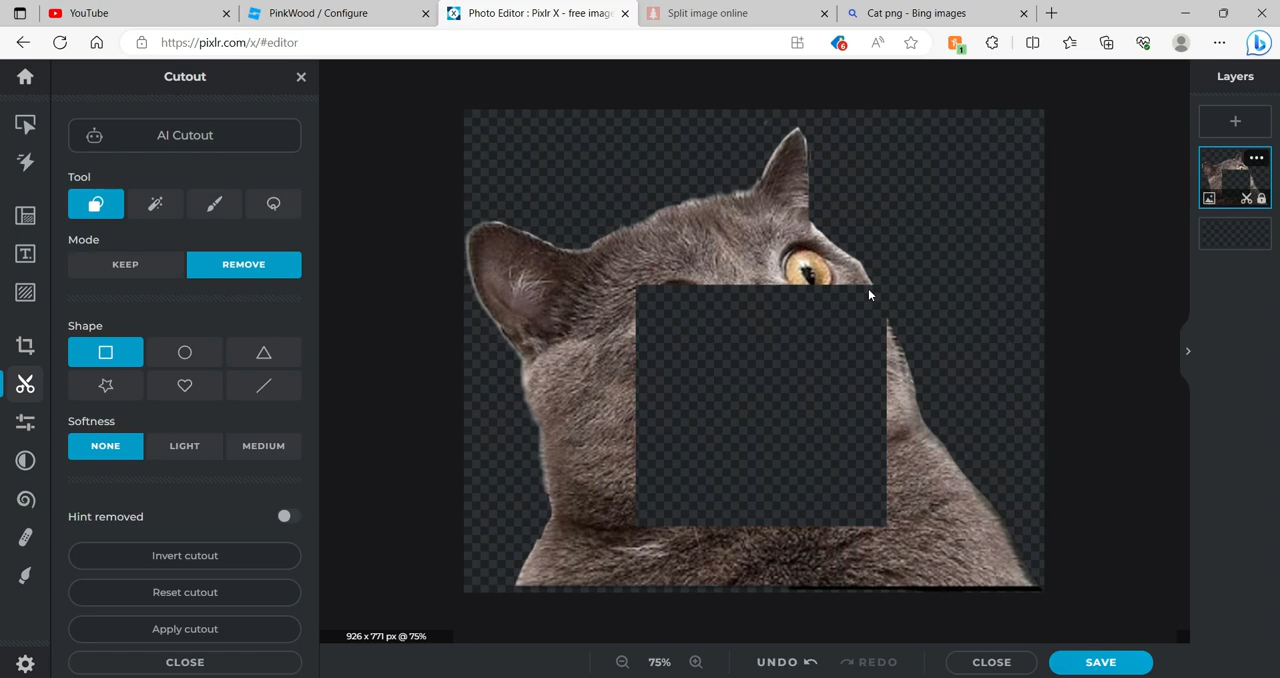 YouTube
PinkWood / Configure
Photo Editor : Pixlr X - free image
Split image online
Cat png - Bing images
https://pixlr.com/x/#editor
6
1
Cutout
Layers
AI Cutout
Tool
Mode
KEEP
REMOVE
Shape
Softness
NONE
LIGHT
MEDIUM
Hint removed
Invert cutout
Reset cutout
Apply cutout
CLOSE
926 x 771 px @ 75%
75%
UNDO
REDO
CLOSE
SAVE